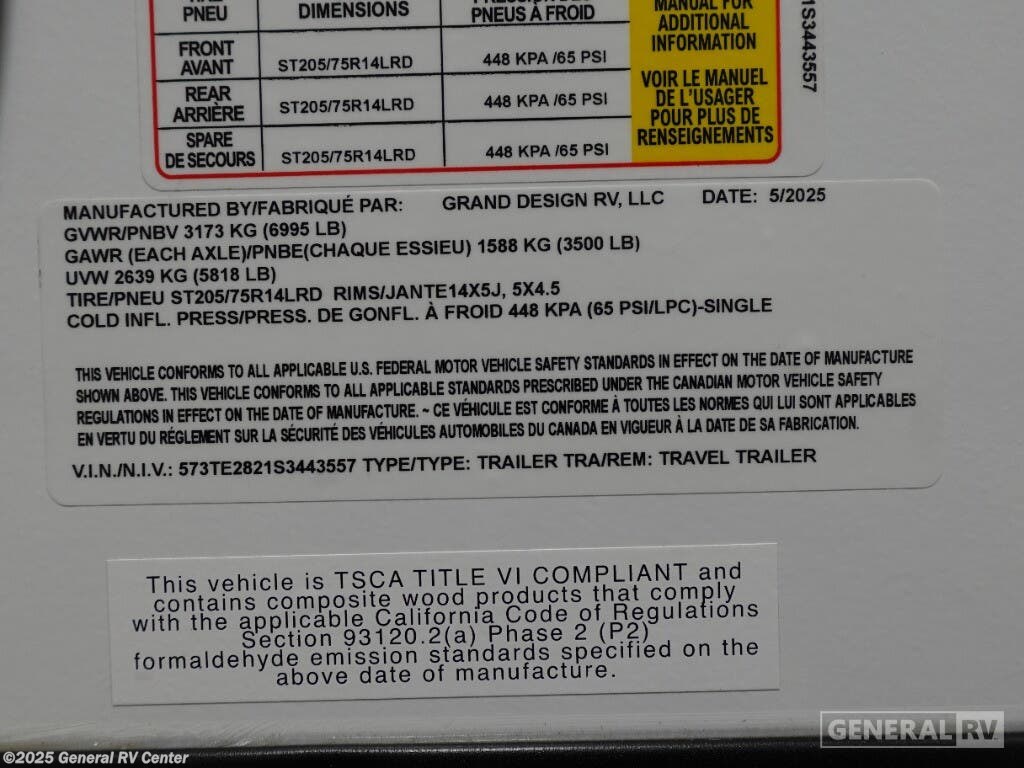 PNEU DIMENSIONS PNEUS À FROID
MANUAL FOR
ADDITIONAL
INFORMATION
FRONT
AVANT ST205/75R14LRD 448 KPA /65 PSI
REAR
ARRIÈRE ST205/75R14LRD 448 KPA /65 PSI
SPARE
DE SECOURS ST205/75R14LRD 448 KPA /65 PSI
VOIR LE MANUEL
DE L'USAGER
POUR PLUS DE
RENSEIGNEMENTS
1S3443557
MANUFACTURED BY/FABRIQUÉ PAR: GRAND DESIGN RV, LLC DATE: 5/2025
GVWR/PNBV 3173 KG (6995 LB)
GAWR (EACH AXLE)/PNBE(CHAQUE ESSIEU) 1588 KG (3500 LB)
UVW 2639 KG (5818 LB)
TIRE/PNEU ST205/75R14LRD RIMS/JANTE14X5J, 5X4.5
COLD INFL. PRESS/PRESS. DE GONFL. À FROID 448 KPA (65 PSI/LPC)-SINGLE
THIS VEHICLE CONFORMS TO ALL APPLICABLE U.S. FEDERAL MOTOR VEHICLE SAFETY STANDARDS IN EFFECT ON THE DATE OF MANUFACTURE
SHOWN ABOVE. THIS VEHICLE CONFORMS TO ALL APPLICABLE STANDARDS PRESCRIBED UNDER THE CANADIAN MOTOR VEHICLE SAFETY
REGULATIONS IN EFFECT ON THE DATE OF MANUFACTURE. ~ CE VÉHICULE EST CONFORME À TOUTES LES NORMES QUI LUI SONT APPLICABLES
EN VERTU DU RÉGLEMENT SUR LA SÉCURITÉ DES VÉHICULES AUTOMOBILES DU CANADA EN VIGUEUR À LA DATE DE SA FABRICATION.
V.I.N./N.I.V.: 573TE2821S3443557 TYPE/TYPE: TRAILER TRA/REM: TRAVEL TRAILER
This vehicle is TSCA TITLE VI COMPLIANT and
contains composite wood products that comply
with the applicable California Code of Regulations
Section 93120.2(a) Phase 2 (P2)
formaldehyde emission standards specified on the
above date of manufacture.
GENERAL RV
©2025 General RV Center